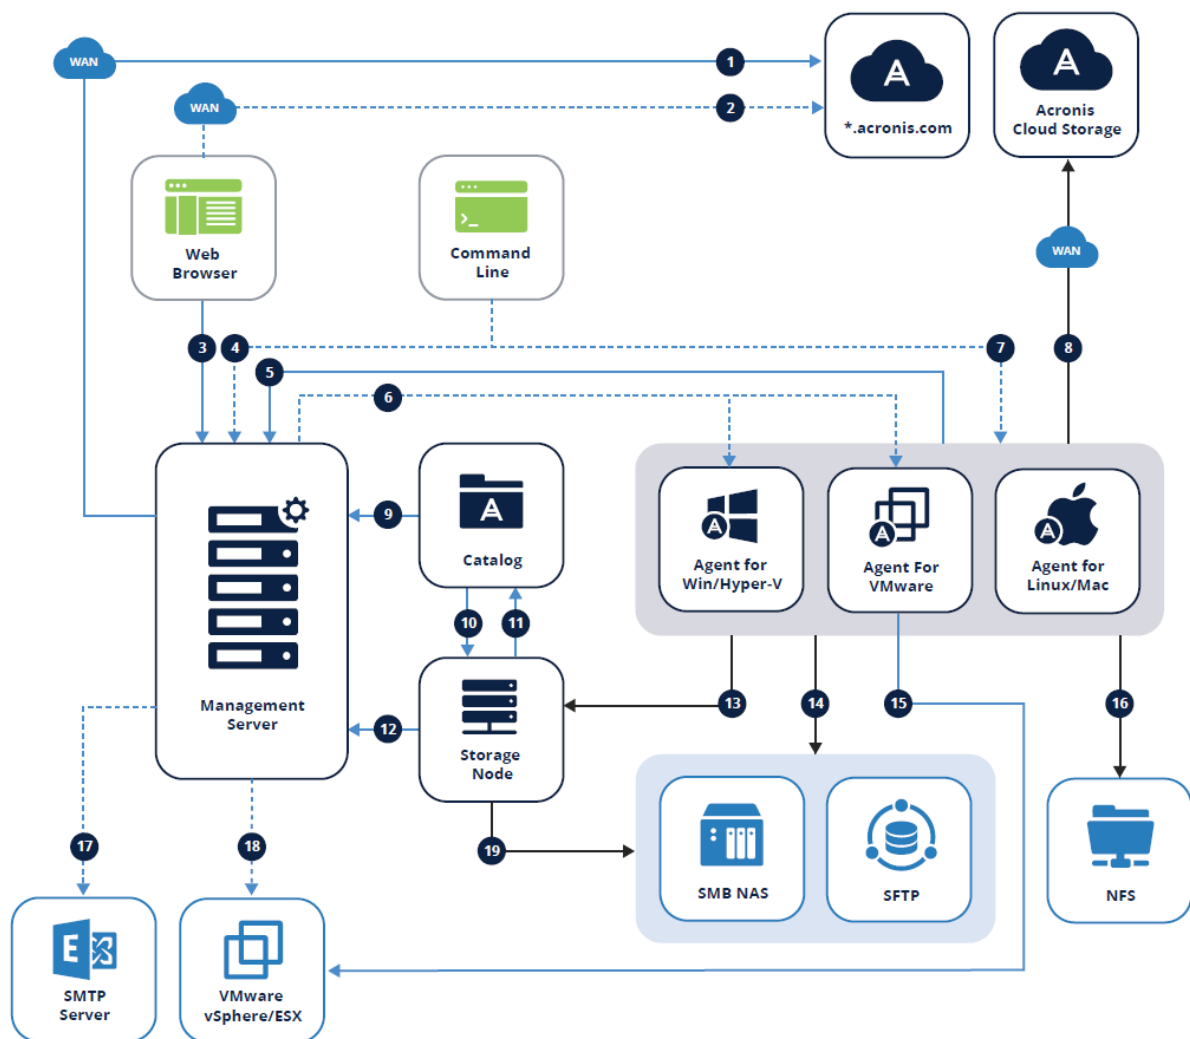 WAN
1
*.acronis.com
Acronis
Cloud Storage
WAN
2
Web
Browser
Command
Line
WAN
3
4
5
6
7
8
Management
Server
9
Catalog
10
11
12
Storage
Node
Agent for
Win/Hyper-V
Agent For
VMware
Agent for
Linux/Mac
13
14
15
16
17
18
19
SMB NAS
SFTP
NFS
E
SMTP
Server
VMware
vSphere/ESX